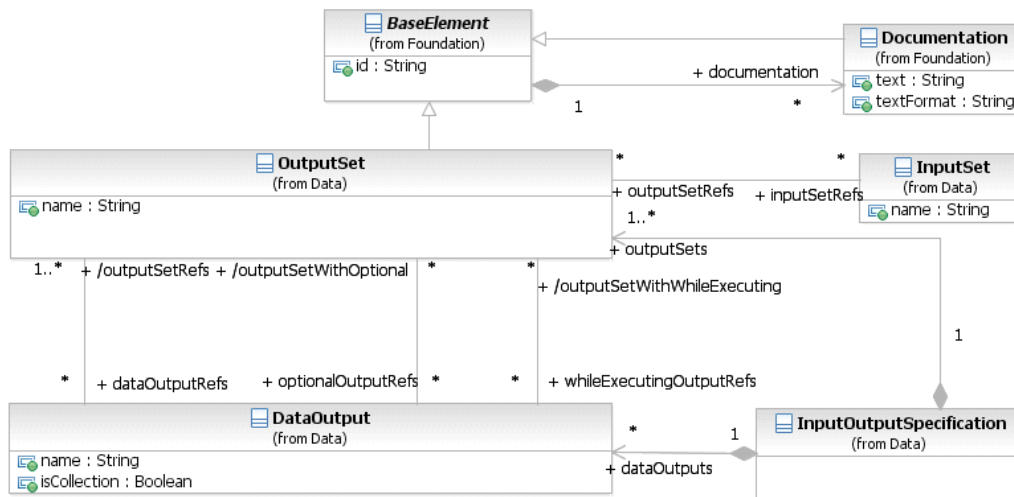 BaseElement
(from Foundation)
id : String
Documentation
(from Foundation)
text : String
textFormat : String
+ documentation
1
*
OutputSet
(from Data)
name : String
*
*
+ outputSetRefs
+ inputSetRefs
InputSet
(from Data)
name : String
1..*
+ outputSets
1..*
+ /outputSetRefs
+ /outputSetWithOptional
*
*
+ /outputSetWithWhileExecuting
1
*
+ dataOutputRefs
+ optionalOutputRefs
*
*
+ whileExecutingOutputRefs
DataOutput
(from Data)
name : String
isCollection : Boolean
*
1
+ dataOutputs
InputOutputSpecification
(from Data)